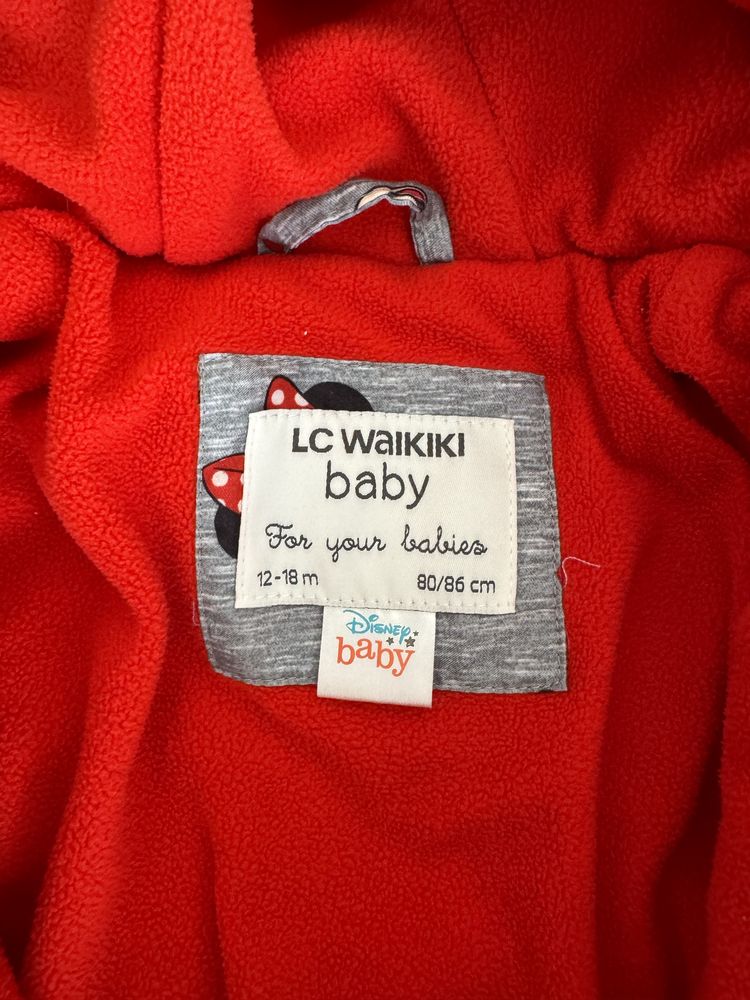 LC WAIKIKI
baby
For your babies
12-18 m 80/86 cm
Disney
baby